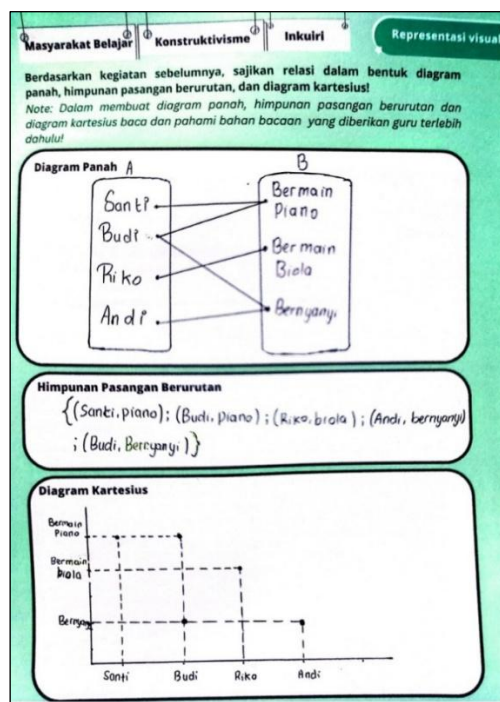 Masyarakat Belajar
Konstruktivisme
Inkuiri
Representasi visual
Berdasarkan kegiatan sebelumnya, sajikan relasi dalam bentuk diagram
panah, himpunan pasangan berurutan, dan diagram kartesius!
Note: Dalam membuat diagram panah, himpunan pasangan berurutan dan
diagram kartesius baca dan pahami bahan bacaan yang diberikan guru terlebih
dahulu!
Diagram Panah
A
B
Santi
Budi
Riko
Andi
Bermain
Piano
Bermain
Biola
Bernyanyi
Himpunan Pasangan Berurutan
{(Santi, piano); (Budi, piano); (Riko, biola); (Andi, bernyanyi)
; (Budi, Bernyanyi)}
Diagram Kartesius
Bermain
Piano
Bermain
biola
Bernyanyi
Santi
Budi
Riko
Andi